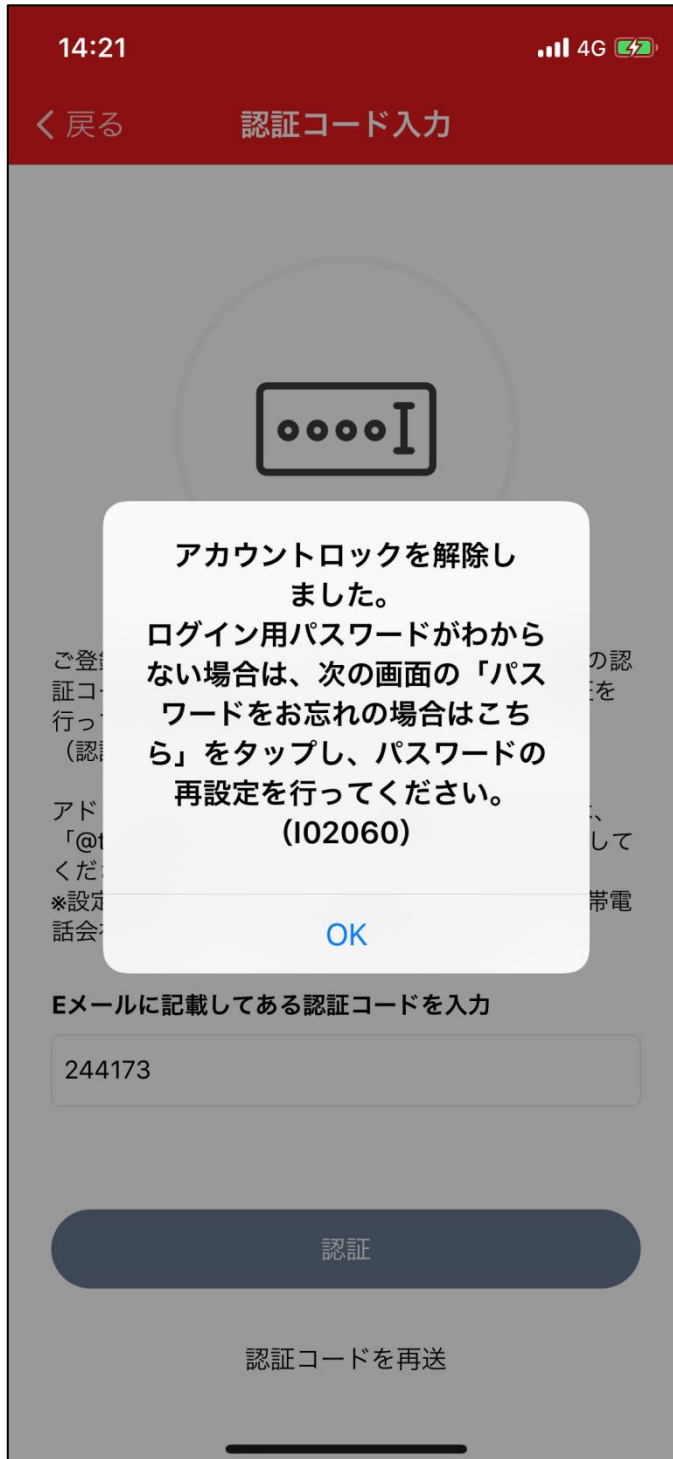 14:21
4G
戻る
認証コード入力
アカウントロックを解除し
ました。
ログイン用パスワードがわから
ない場合は、次の画面の「パス
ワードをお忘れの場合はこち
ら」をタップし、パスワードの
再設定を行ってください。
(I02060)
OK
の認
証コー
を
行っ
アド
「@t
して
くだ
※設定
帯電
話会
Eメールに記載してある認証コードを入力
244173
認証
認証コードを再送